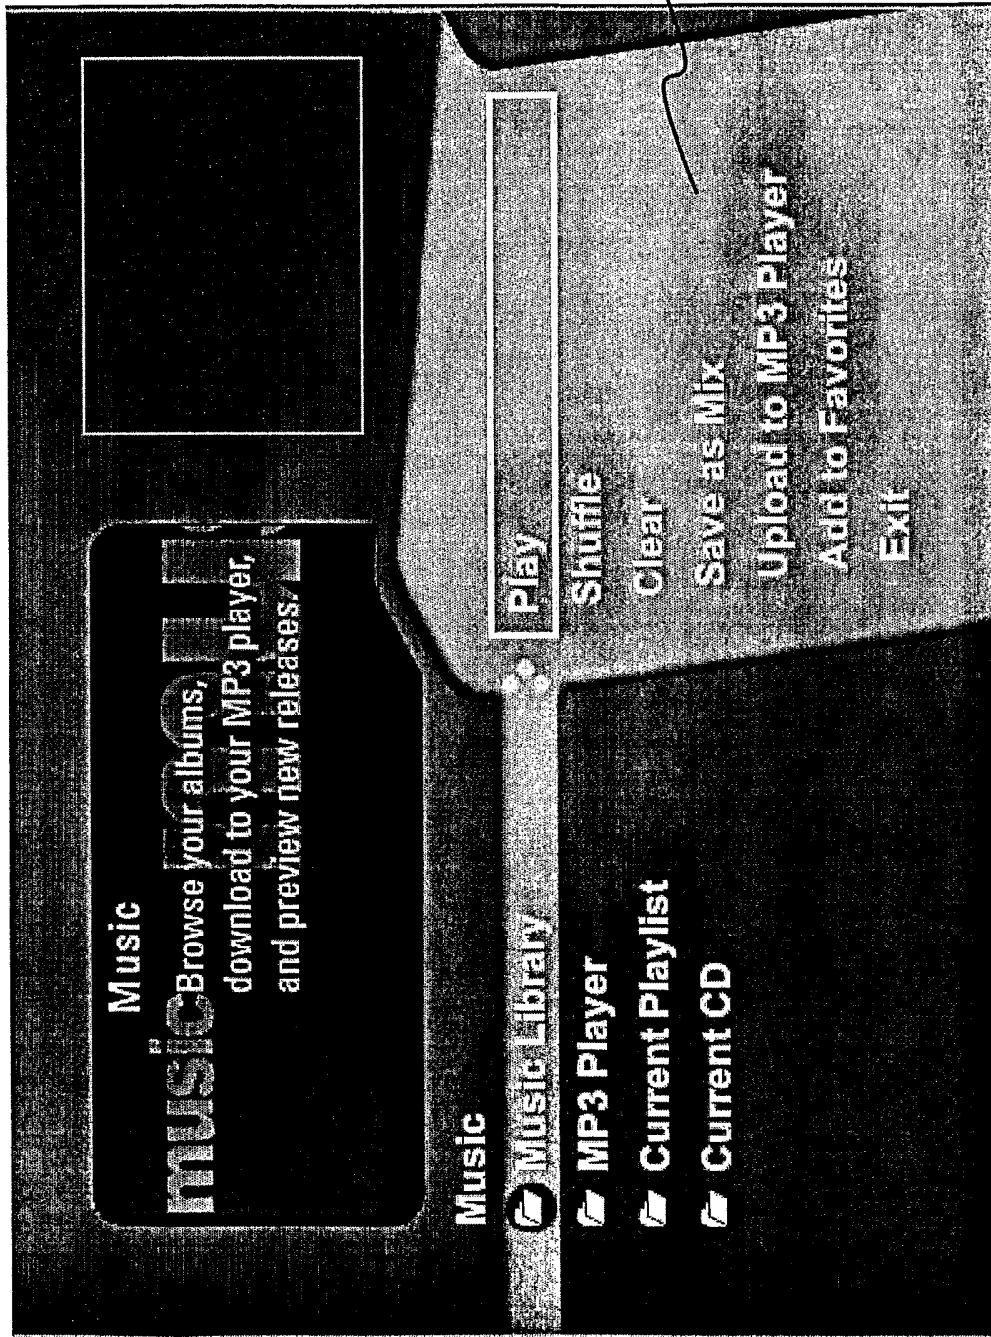 Music
music
Browse your albums,
download to your MP3 player,
and preview new releases.
Music
Music Library
MP3 Player
Current Playlist
Current CD
Play
Shuffle
Clear
Save as Mix
Upload to MP3 Player
Add to Favorites
Exit